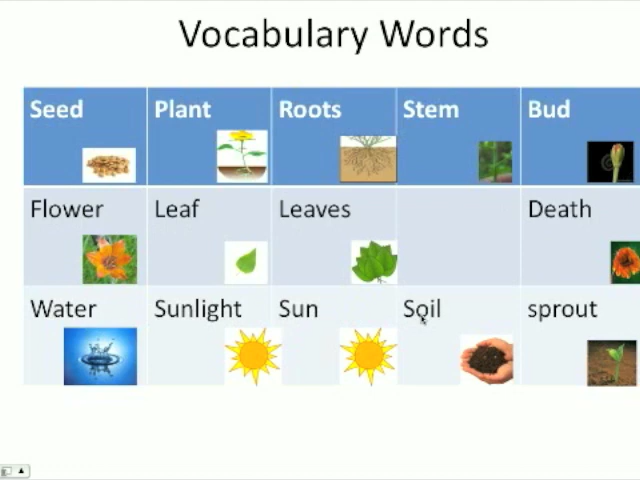 Vocabulary Words
Seed Plant Roots Stem Bud
Flower Leaf Leaves Death
Water Sunlight Sun Soil sprout